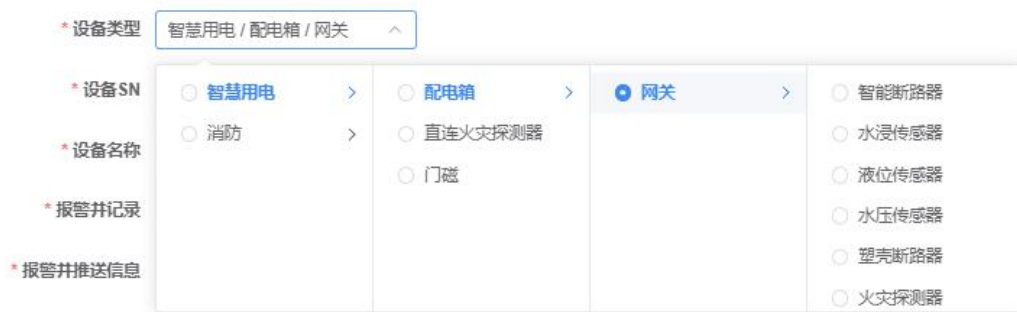 * 设备类型 智慧用电 / 配电箱 / 网关
* 设备SN 智慧用电 配电箱 网关 智能断路器
消防 直连火灾探测器 水浸传感器
* 设备名称
门磁 液位传感器
* 报警并记录 水压传感器
塑壳断路器
* 报警并推送信息
火灾探测器